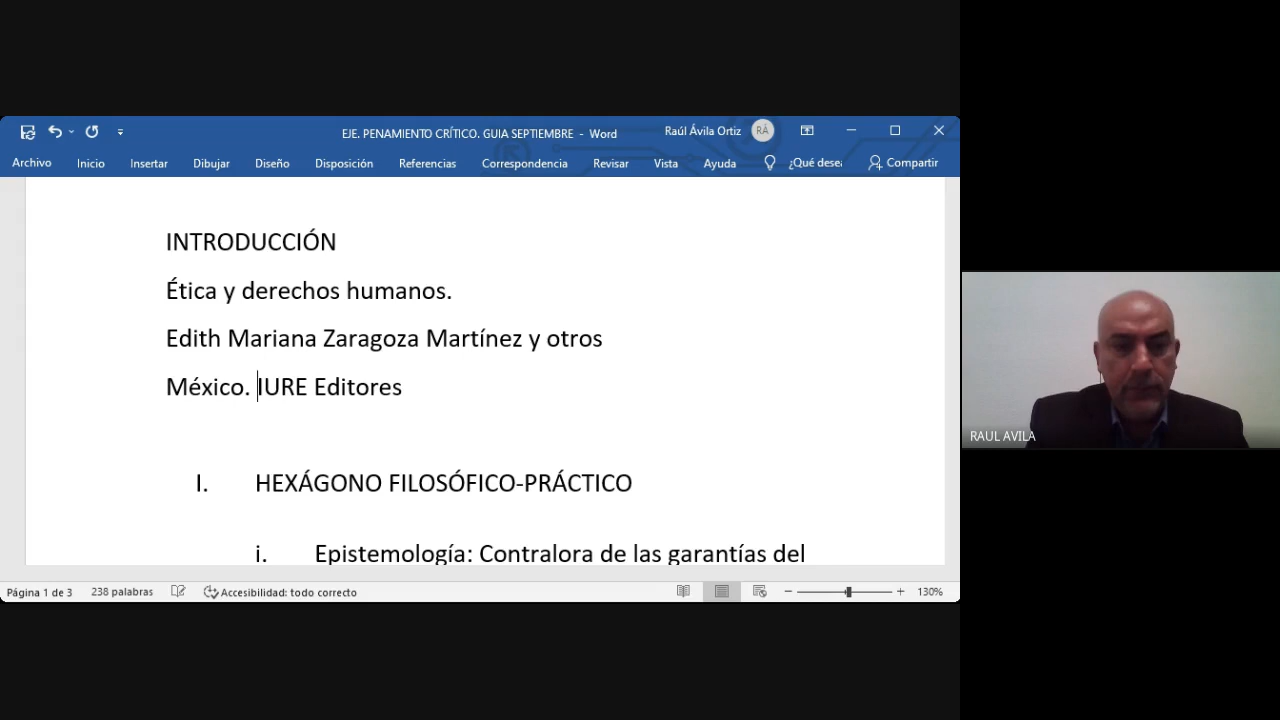 EJE. PENAMIENTO CRÍTICO. GUIA SEPTIEMBRE - Word
Raúl Ávila Ortiz
RÁ
Archivo Inicio Insertar Dibujar Diseño Disposición Referencias Correspondencia Revisar Vista Ayuda ¿Qué dese Compartir
INTRODUCCIÓN
Ética y derechos humanos.
Edith Mariana Zaragoza Martínez y otros
México. IURE Editores
I. HEXÁGONO FILOSÓFICO-PRÁCTICO
i. Epistemología: Contralora de las garantías del
Página 1 de 3 238 palabras Accesibilidad: todo correcto 130%
RAUL AVILA